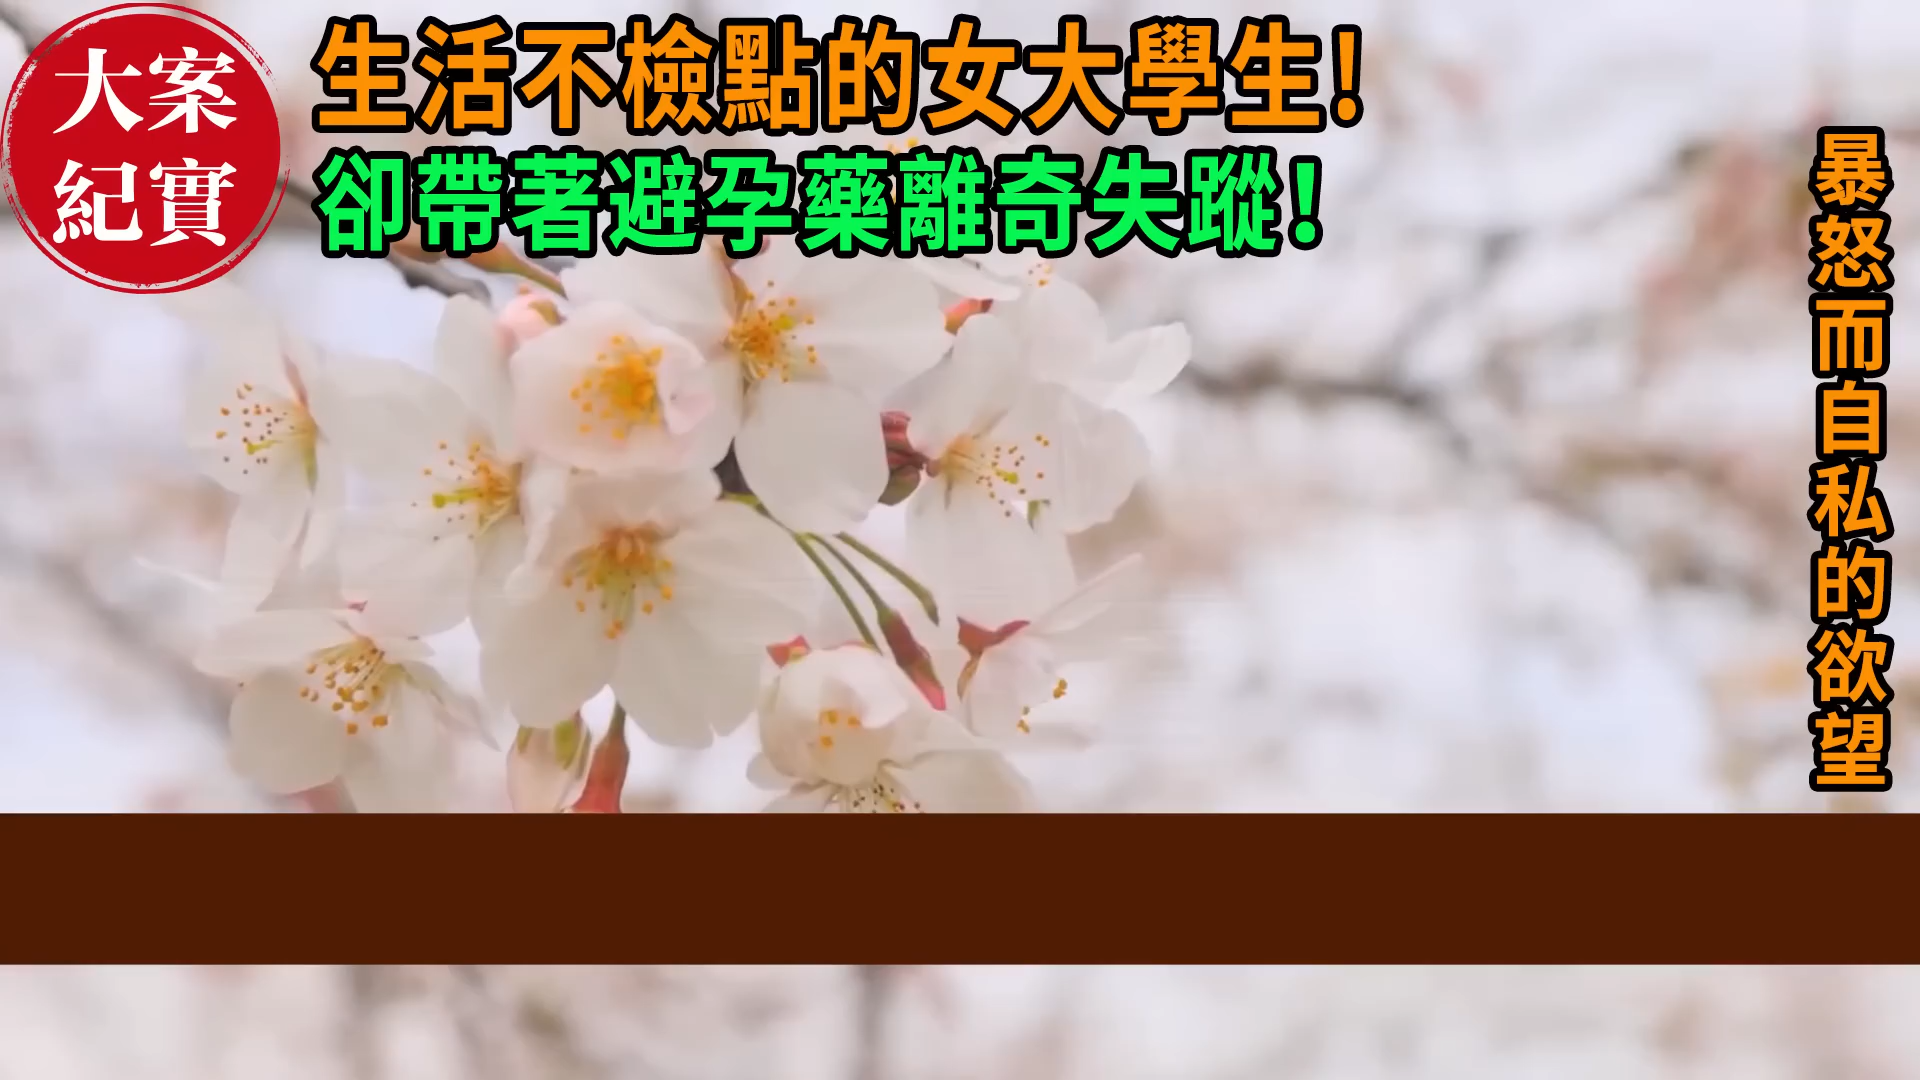 大案
紀實
生活不檢點的女大學生!
卻帶著避孕藥離奇失蹤!
暴怒而自私的欲望